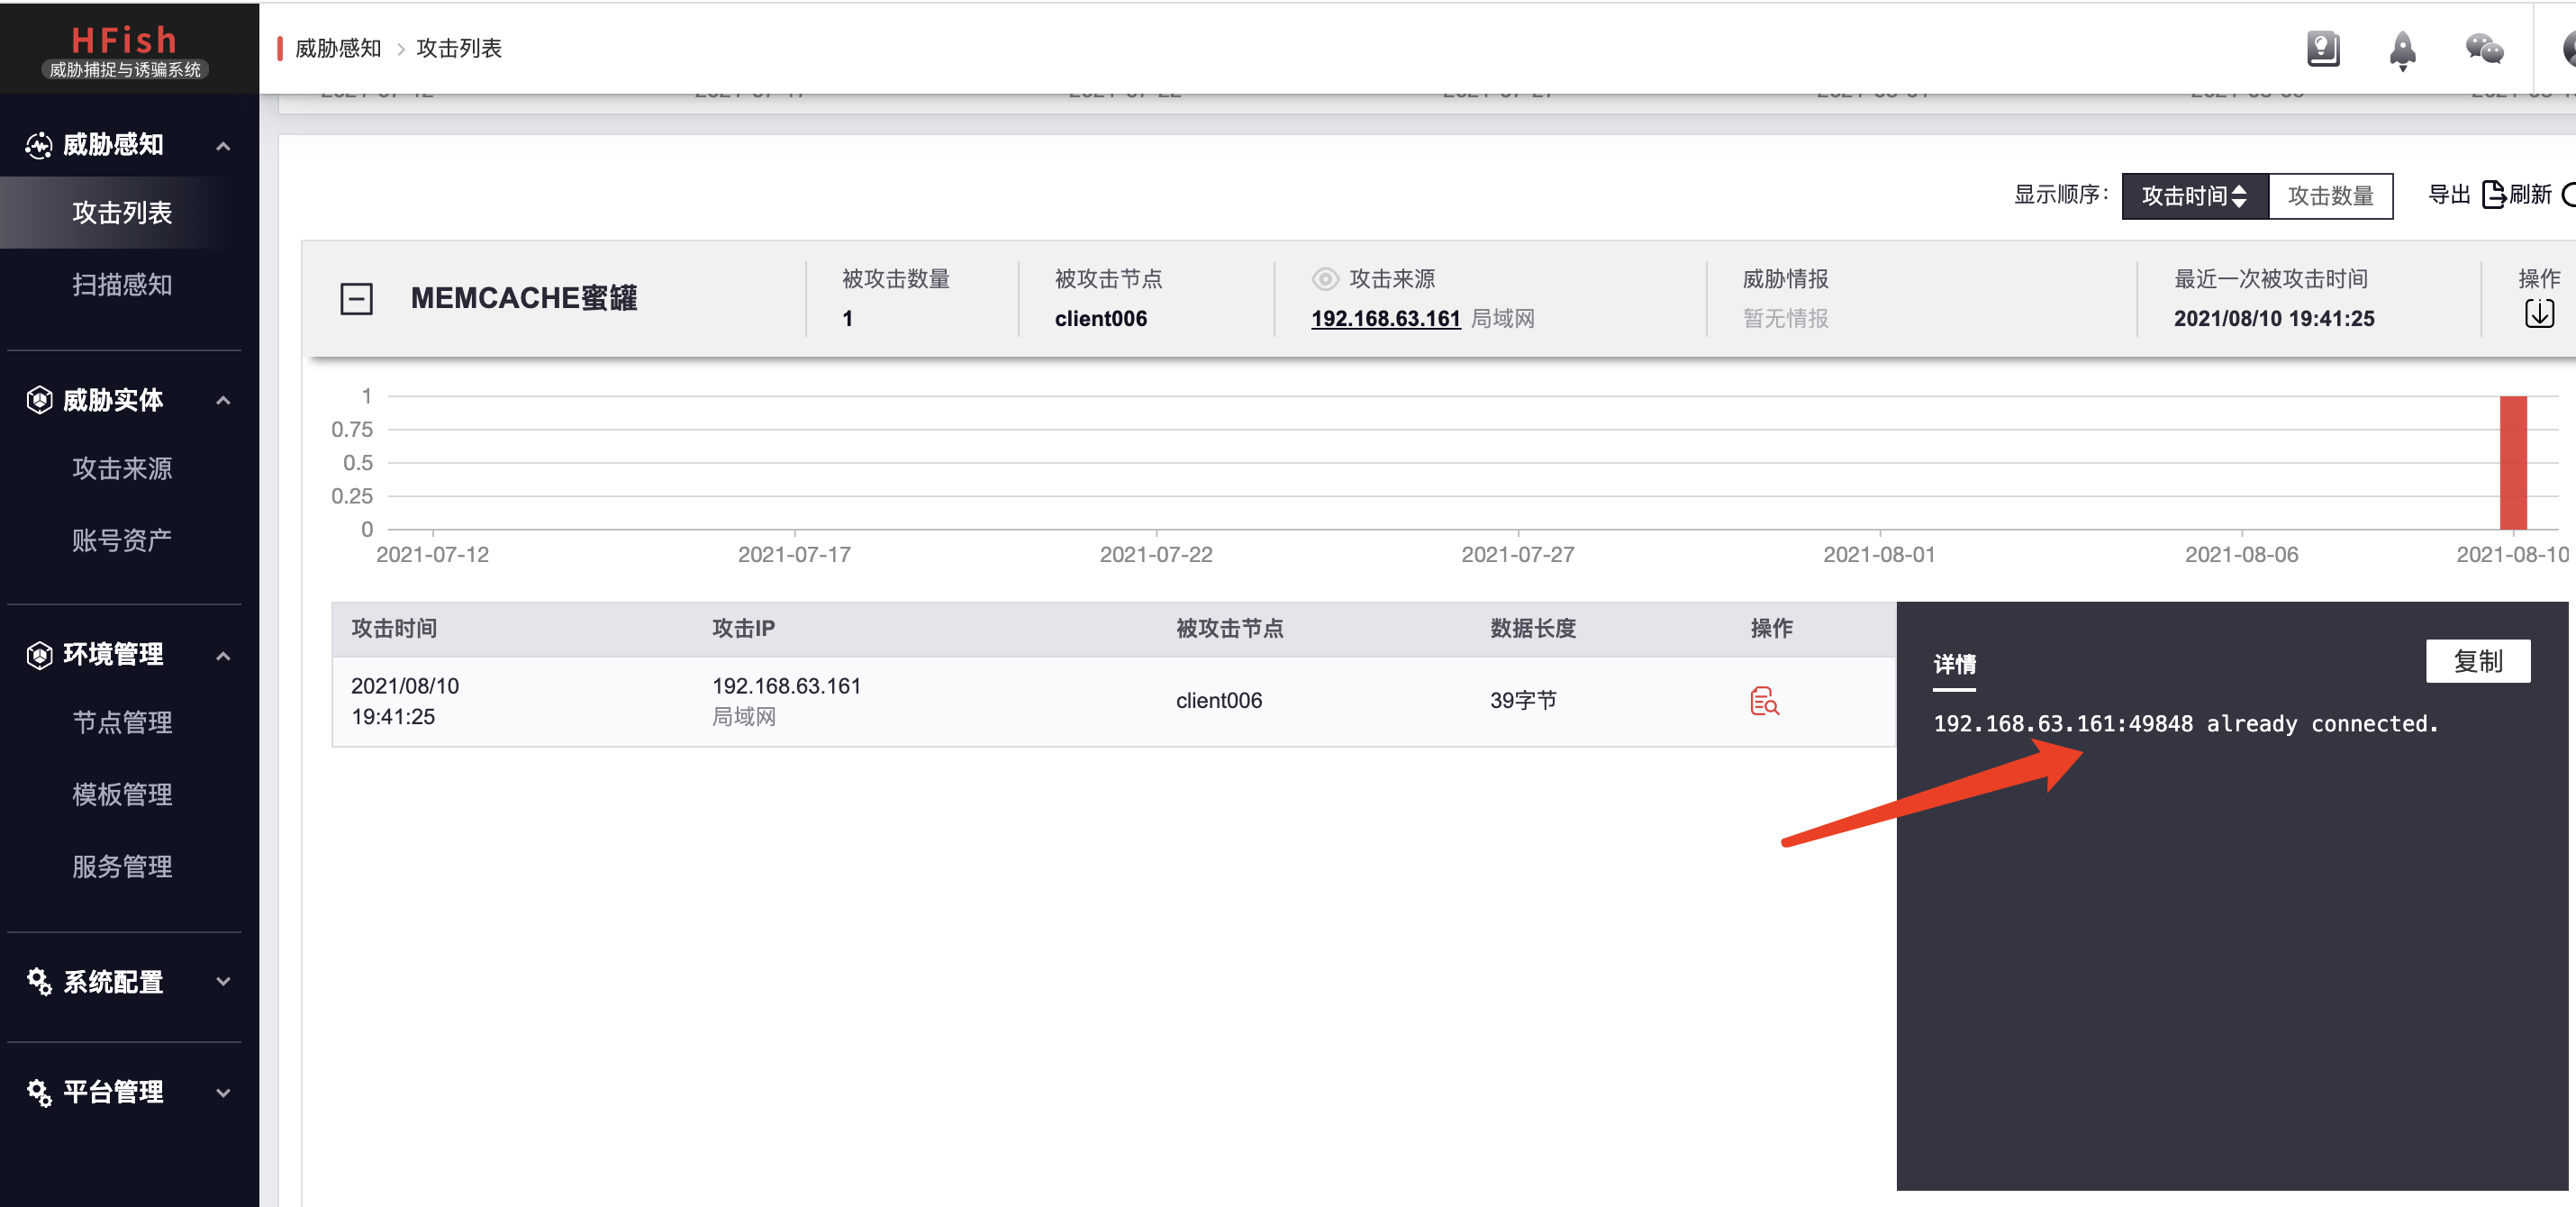 HFish
威胁捕捉与诱骗系统
威胁感知 > 攻击列表
威胁感知
攻击列表
扫描感知
威胁实体
攻击来源
账号资产
环境管理
节点管理
模板管理
服务管理
系统配置
平台管理
显示顺序: 攻击时间 攻击数量 导出 刷新
MEMCACHE蜜罐
被攻击数量
1
被攻击节点
client006
攻击来源
192.168.63.161 局域网
威胁情报
暂无情报
最近一次被攻击时间
2021/08/10 19:41:25
操作
1
0.75
0.5
0.25
0
2021-07-12 2021-07-17 2021-07-22 2021-07-27 2021-08-01 2021-08-06 2021-08-10
攻击时间 攻击IP 被攻击节点 数据长度 操作
2021/08/10
19:41:25
192.168.63.161
局域网
client006
39字节
详情
复制
192.168.63.161:49848 already connected.